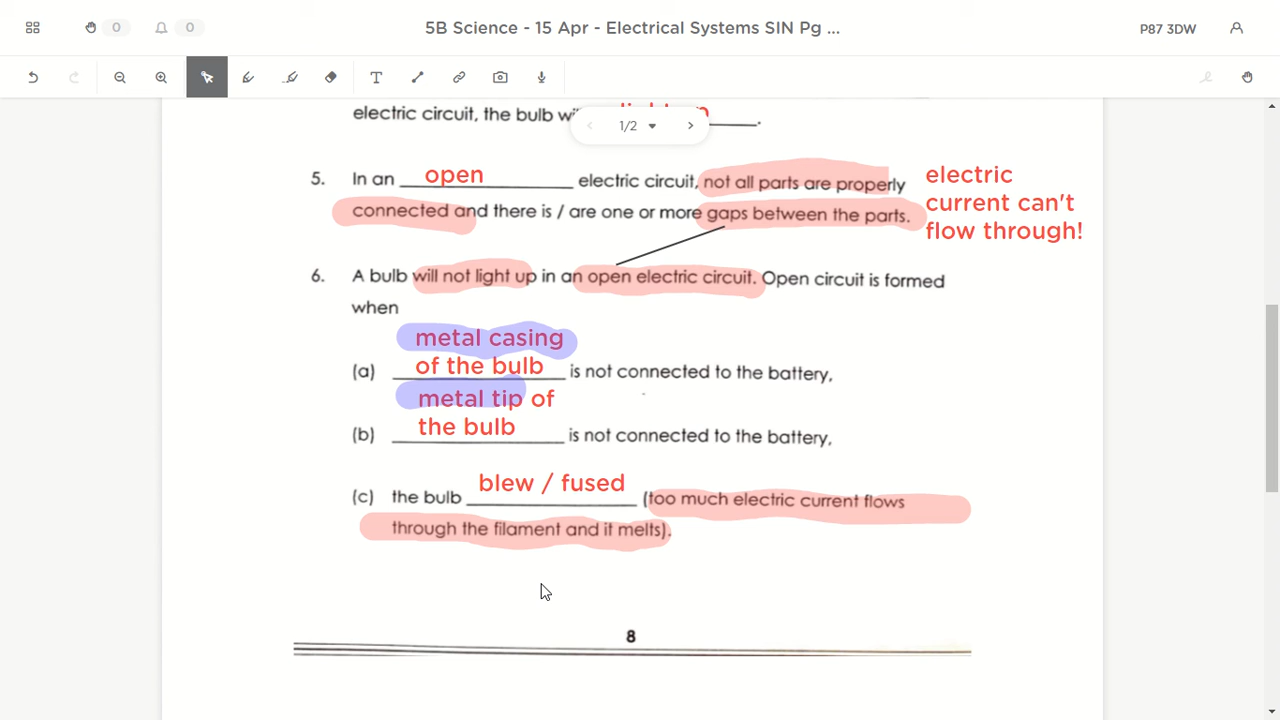 0
0
5B Science - 15 Apr - Electrical Systems SIN Pg ...
P87 3DW
T
electric circuit, the bulb
1/2
5. In an open electric circuit, not all parts are properly
connected and there is / are one or more gaps between the parts.
electric
current can't
flow through!
6. A bulb will not light up in an open electric circuit. Open circuit is formed
when
metal casing
(a) of the bulb is not connected to the battery,
metal tip of
(b) the bulb is not connected to the battery,
blew / fused
(c) the bulb (too much electric current flows
through the filament and it melts).
8